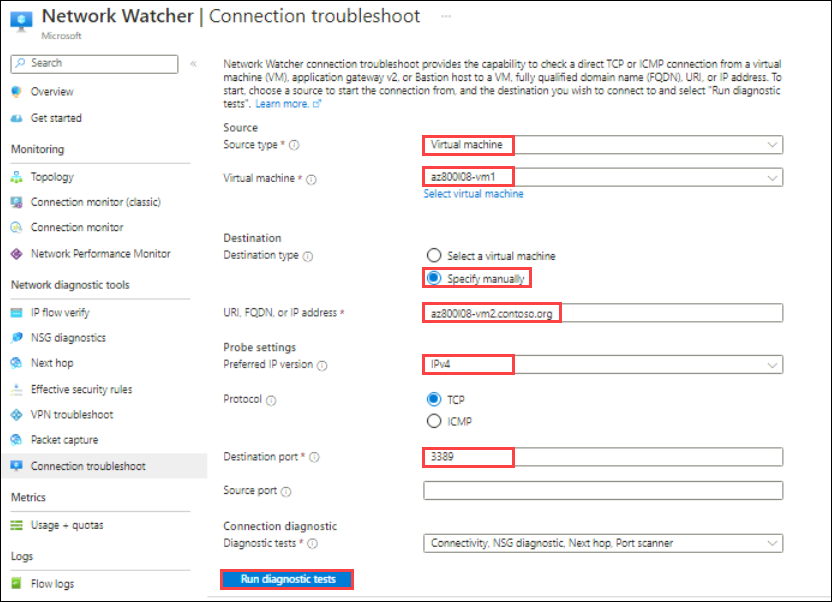 Network Watcher | Connection troubleshoot ...
Microsoft
Search
«
Overview
Get started
Monitoring
Topology
Connection monitor (classic)
Connection monitor
Network Performance Monitor
Network diagnostic tools
IP flow verify
NSG diagnostics
Next hop
Effective security rules
VPN troubleshoot
Packet capture
Connection troubleshoot
Metrics
Usage + quotas
Logs
Flow logs
Network Watcher connection troubleshoot provides the capability to check a direct TCP or ICMP connection from a virtual
machine (VM), application gateway v2, or Bastion host to a VM, fully qualified domain name (FQDN), URI, or IP address. To
start, choose a source to start the connection from, and the destination you wish to connect to and select "Run diagnostic
tests". Learn more.
Source
Source type * Virtual machine
Virtual machine * az800l08-vm1
Select virtual machine
Destination
Destination type Select a virtual machine
Specify manually
URI, FQDN, or IP address * az800l08-vm2.contoso.org
Probe settings
Preferred IP version IPv4
Protocol TCP
ICMP
Destination port * 3389
Source port
Connection diagnostic
Diagnostic tests * Connectivity, NSG diagnostic, Next hop, Port scanner
Run diagnostic tests